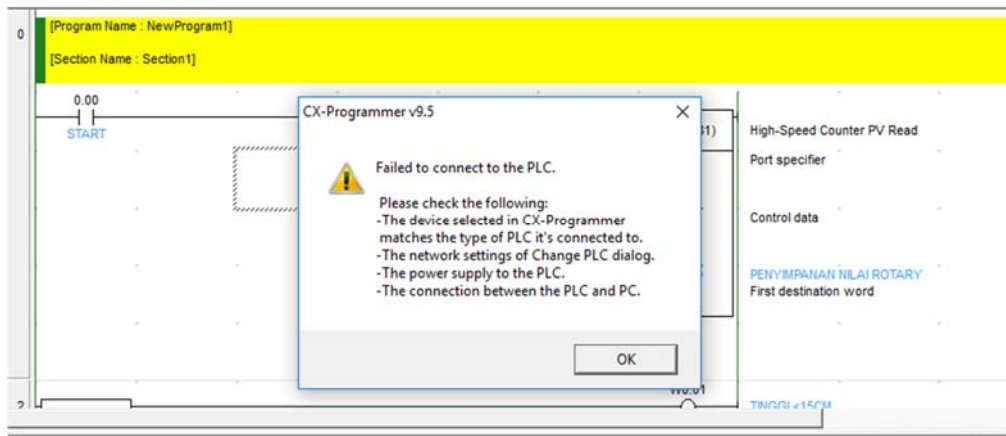 0
[Program Name : NewProgram1]
[Section Name : Section1]
0.00
START
CX-Programmer v9.5
Failed to connect to the PLC.
Please check the following:
-The device selected in CX-Programmer
matches the type of PLC it's connected to.
-The network settings of Change PLC dialog.
-The power supply to the PLC.
-The connection between the PLC and PC.
OK
High-Speed Counter PV Read
Port specifier
Control data
PENYIMPANAN NILAI ROTARY
First destination word
2
W0.01
TINGGI <15CM